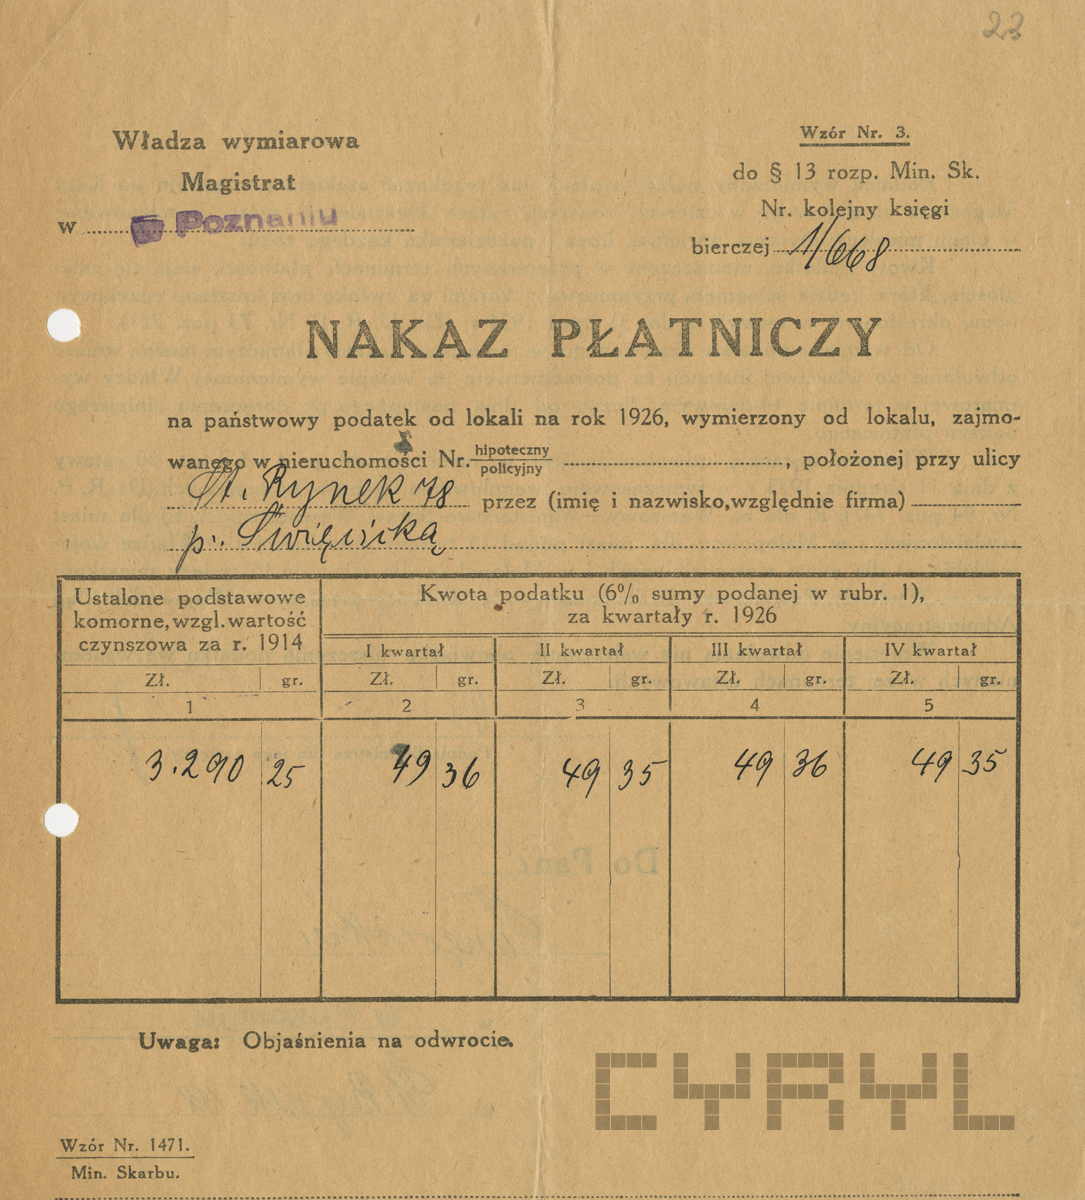 23
Władza wymiarowa
Magistrat
w Poznaniu
Wzór Nr. 3.
do § 13 rozp. Min. Sk.
Nr. kolejny księgi
bierczej 1/668
NAKAZ PŁATNICZY
na państwowy podatek od lokali na rok 1926, wymierzony od lokalu, zajmo-
wanego w nieruchomości Nr. hipoteczny policyjny , położonej przy ulicy
St. Rynek 78 przez (imię i nazwisko, względnie firma)
p. Święcicką
Ustalone podstawowe
komorne, wzgl. wartość
czynszowa za r. 1914
Kwota podatku (6% sumy podanej w rubr. 1),
za kwartały r. 1926
I kwartał II kwartał III kwartał IV kwartał
Zł. gr. Zł. gr. Zł. gr. Zł. gr. Zł. gr.
1 2 3 4 5
3.290 25 49 36 49 35 49 36 49 35
Uwaga: Objaśnienia na odwrocie.
CYRYL
Wzór Nr. 1471.
Min. Skarbu.